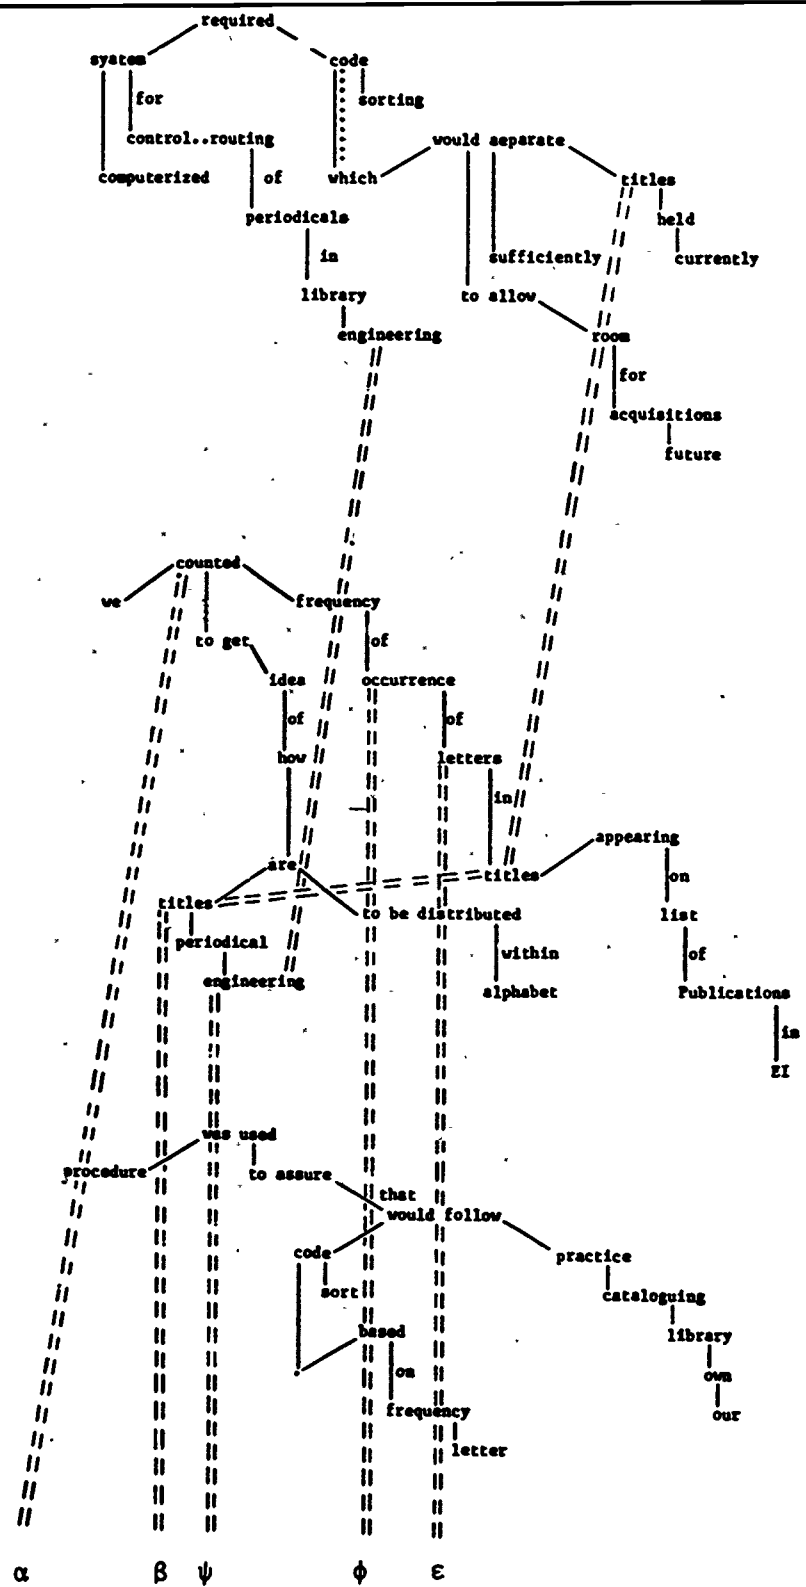 required
system code
for sorting
control..routing would separate
computerized of which titles
periodicals held
in sufficiently currently
library to allow
engineering room
for
acquisitions
future
counted
we frequency
to get of
idea occurrence
of of
how letters
in
appearing
are titles on
titles to be distributed list
periodical within of
engineering alphabet Publications
in
EI
was used
procedure to assure
that
would follow
code practice
sort cataloguing
based library
on own
frequency our
letter
α β ψ φ ε